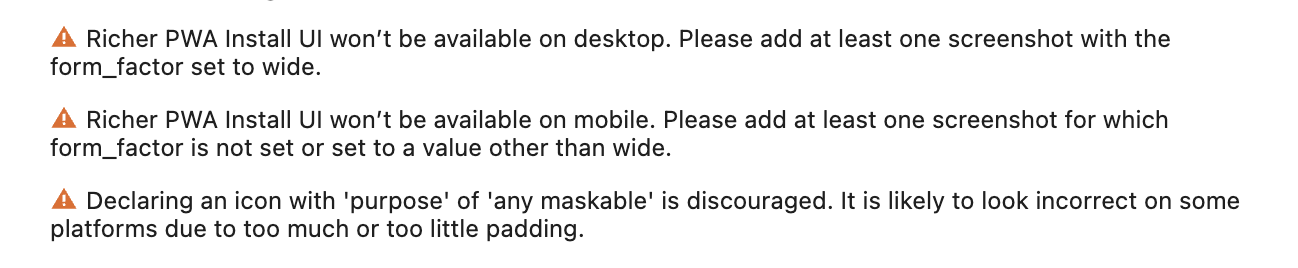 Richer PWA Install UI won’t be available on desktop. Please add at least one screenshot with the
form_factor set to wide.
Richer PWA Install UI won’t be available on mobile. Please add at least one screenshot for which
form_factor is not set or set to a value other than wide.
Declaring an icon with 'purpose' of 'any maskable' is discouraged. It is likely to look incorrect on some
platforms due to too much or too little padding.